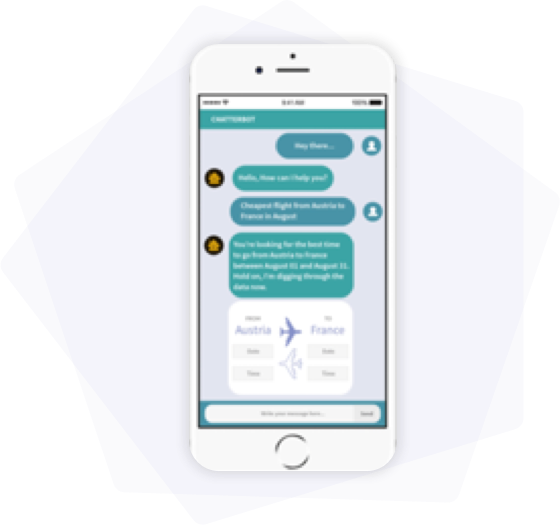 9:41 AM
100%
CHATTERBOT
Hey there...
Hello, How can I help you?
Cheapest flight from Austria to
France in August
You're looking for the best time
to go from Austria to France
between August 01 and August 31.
Hold on, I'm digging through the
data now.
FROM
TO
Austria
France
Date
Date
Time
Time
Write your message here...
Send